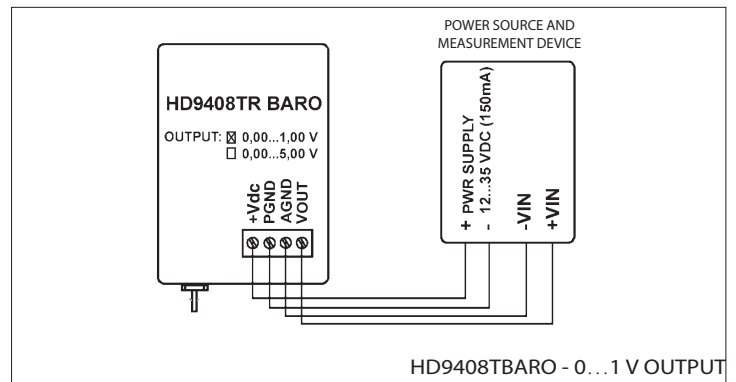 POWER SOURCE AND
MEASUREMENT DEVICE
HD9408TR BARO
OUTPUT: ☒ 0,00...1,00 V
☐ 0,00...5,00 V
+Vdc
PGND
AGND
VOUT
+ PWR SUPPLY
- 12...35 VDC (150mA)
-VIN
+VIN
HD9408TBARO - 0...1 V OUTPUT